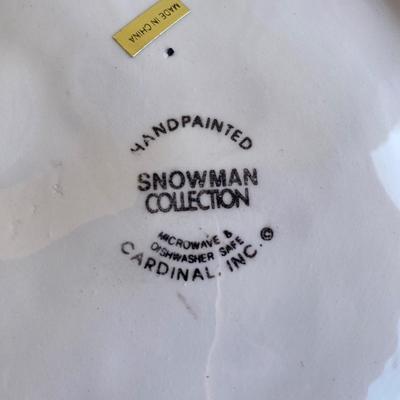 MADE IN CHINA
HANDPAINTED
SNOWMAN
COLLECTION
MICROWAVE &
DISHWASHER SAFE
CARDINAL, INC.©